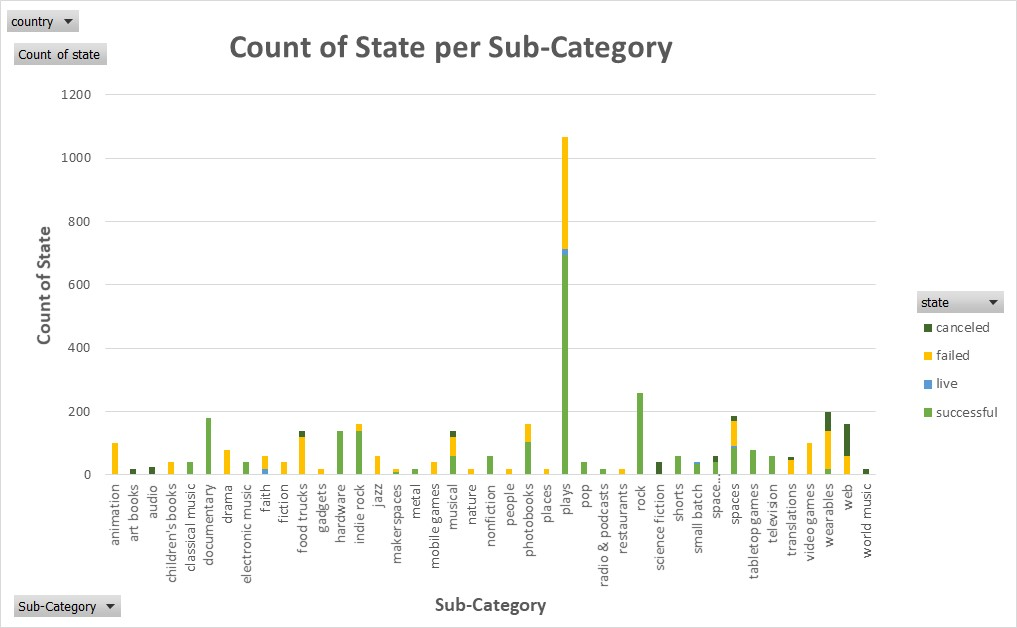 country
Count of state
Count of State per Sub-Category
1200
1000
800
600
400
200
0
Count of State
animation
art books
audio
children's books
classical music
documentary
drama
electronic music
faith
fiction
food trucks
gadgets
hardware
indie rock
jazz
makerspaces
metal
mobile games
musical
nature
nonfiction
people
photobooks
places
plays
pop
radio & podcasts
restaurants
rock
science fiction
shorts
small batch
space...
spaces
tabletop games
television
translations
video games
wearables
web
world music
Sub-Category
Sub-Category
state
canceled
failed
live
successful